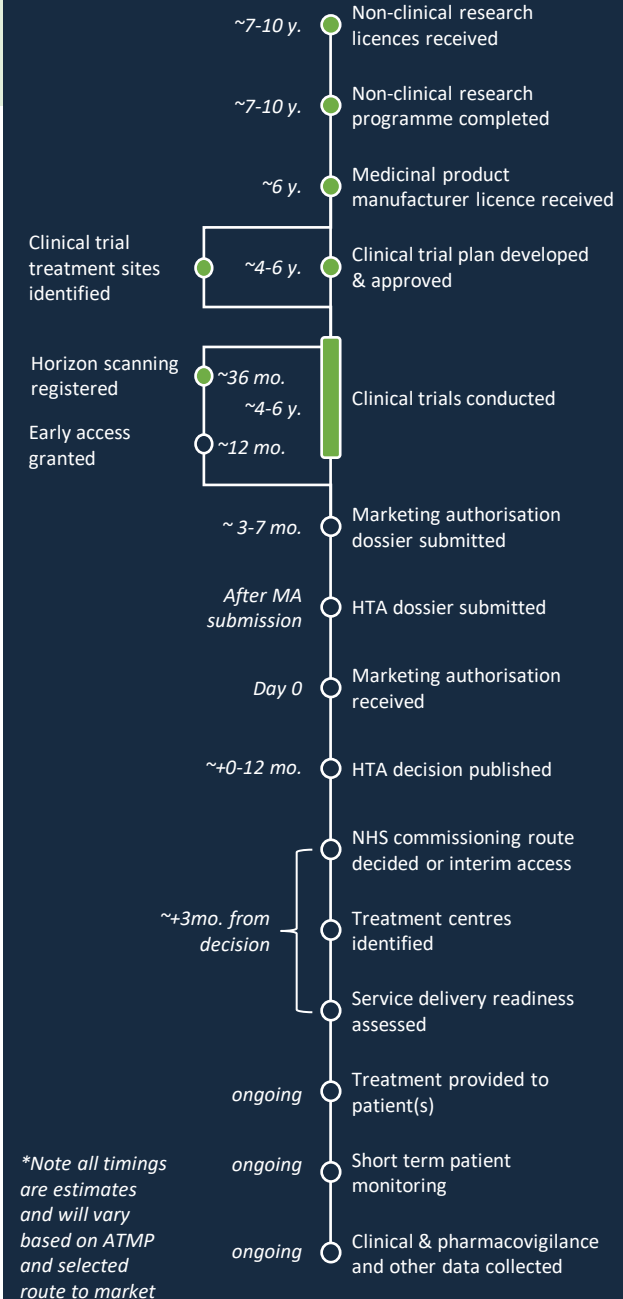 ~7-10 y.
Non-clinical research
licences received
~7-10 y.
Non-clinical research
programme completed
~6 y.
Medicinal product
manufacturer licence received
Clinical trial
treatment sites
identified
~4-6 y.
Clinical trial plan developed
& approved
Horizon scanning
registered
~36 mo.
~4-6 y.
Clinical trials conducted
Early access
granted
~12 mo.
~ 3-7 mo.
Marketing authorisation
dossier submitted
After MA
submission
HTA dossier submitted
Day 0
Marketing authorisation
received
~+0-12 mo.
HTA decision published
NHS commissioning route
decided or interim access
~+3mo. from
decision
Treatment centres
identified
Service delivery readiness
assessed
ongoing
Treatment provided to
patient(s)
ongoing
Short term patient
monitoring
ongoing
Clinical & pharmacovigilance
and other data collected
*Note all timings
are estimates
and will vary
based on ATMP
and selected
route to market